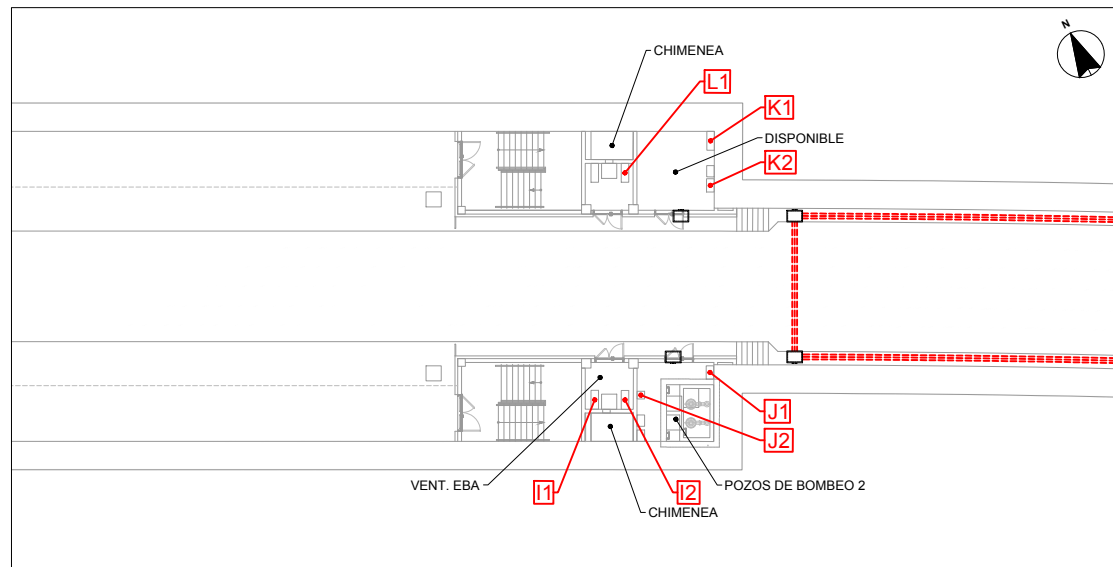 N
CHIMENEA
L1
K1
DISPONIBLE
K2
J1
J2
VENT. EBA
I1
I2
POZOS DE BOMBEO 2
CHIMENEA